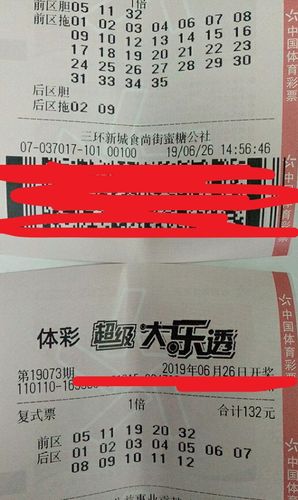 前区胆 1倍
05 11 32
前区拖 01 02 03 04 06 07 08
09 10 12 13 14 15 16
17 18 19 20 21 22 23
24 25 26 27 28 29 30
31 33 34 35
后区胆
后区拖 02 09
三环新城食尚街蜜糖公社
07-037017-101 00100 19/06/26 14:56:46
中国体育彩票
中国体育彩票
体彩 超级大乐透
第19073期 2019年06月26日开奖
复式票 1倍 合计132元
前区 05 11 19 20 32
后区 01 02 03 04 05 06 07
08 09 10 11 12